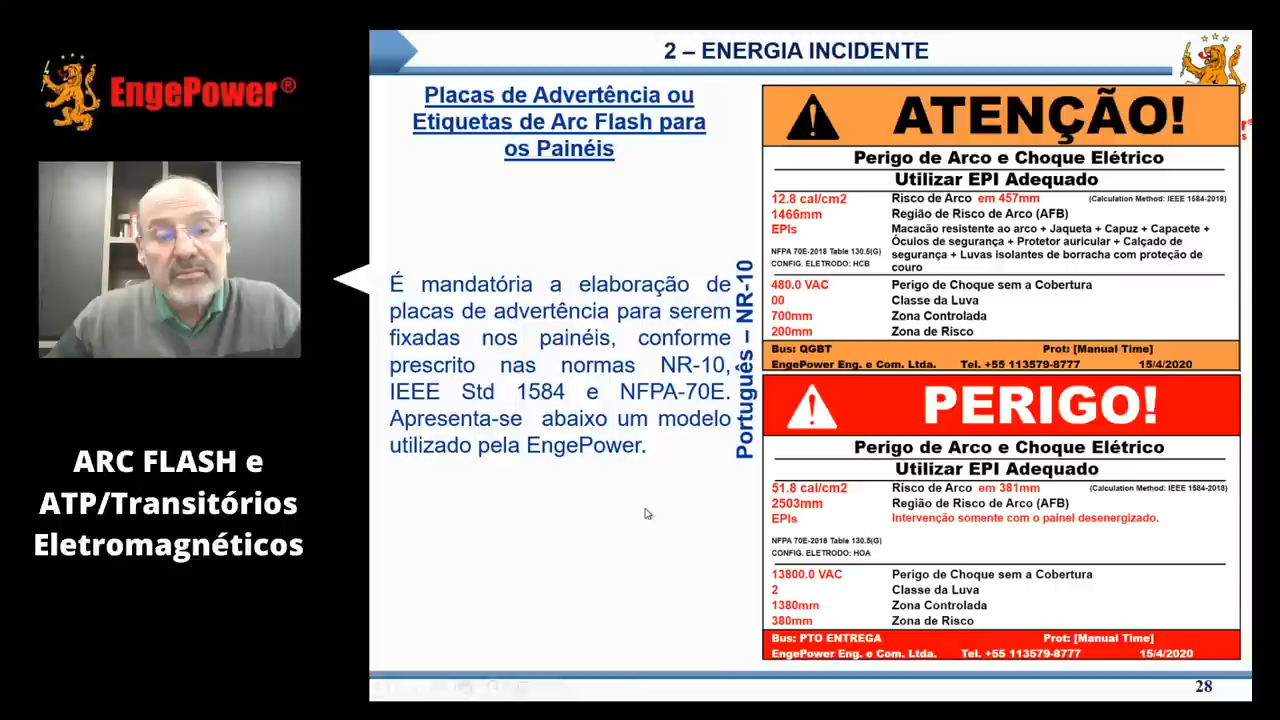 EngePower®
ARC FLASH e
ATP/Transitórios
Eletromagnéticos
2 – ENERGIA INCIDENTE
Placas de Advertência ou
Etiquetas de Arc Flash para
os Painéis
É mandatória a elaboração de
placas de advertência para serem
fixadas nos painéis, conforme
prescrito nas normas NR-10,
IEEE Std 1584 e NFPA-70E.
Apresenta-se abaixo um modelo
utilizado pela EngePower.
Português – NR-10
ATENÇÃO!
Perigo de Arco e Choque Elétrico
Utilizar EPI Adequado
12.8 cal/cm2 Risco de Arco em 457mm (Calculation Method: IEEE 1584-2018)
1466mm Região de Risco de Arco (AFB)
EPIs Macacão resistente ao arco + Jaqueta + Capuz + Capacete +
Óculos de segurança + Protetor auricular + Calçado de
NFPA 70E-2018 Table 130.5(G) segurança + Luvas isolantes de borracha com proteção de
CONFIG. ELETRODO: HCB couro
480.0 VAC Perigo de Choque sem a Cobertura
00 Classe da Luva
700mm Zona Controlada
200mm Zona de Risco
Bus: QGBT Prot: [Manual Time]
EngePower Eng. e Com. Ltda. Tel. +55 113579-8777 15/4/2020
PERIGO!
Perigo de Arco e Choque Elétrico
Utilizar EPI Adequado
51.8 cal/cm2 Risco de Arco em 381mm (Calculation Method: IEEE 1584-2018)
2503mm Região de Risco de Arco (AFB)
EPIs Intervenção somente com o painel desenergizado.
NFPA 70E-2018 Table 130.5(G)
CONFIG. ELETRODO: HOA
13800.0 VAC Perigo de Choque sem a Cobertura
2 Classe da Luva
1380mm Zona Controlada
380mm Zona de Risco
Bus: PTO ENTREGA Prot: [Manual Time]
EngePower Eng. e Com. Ltda. Tel. +55 113579-8777 15/4/2020
28